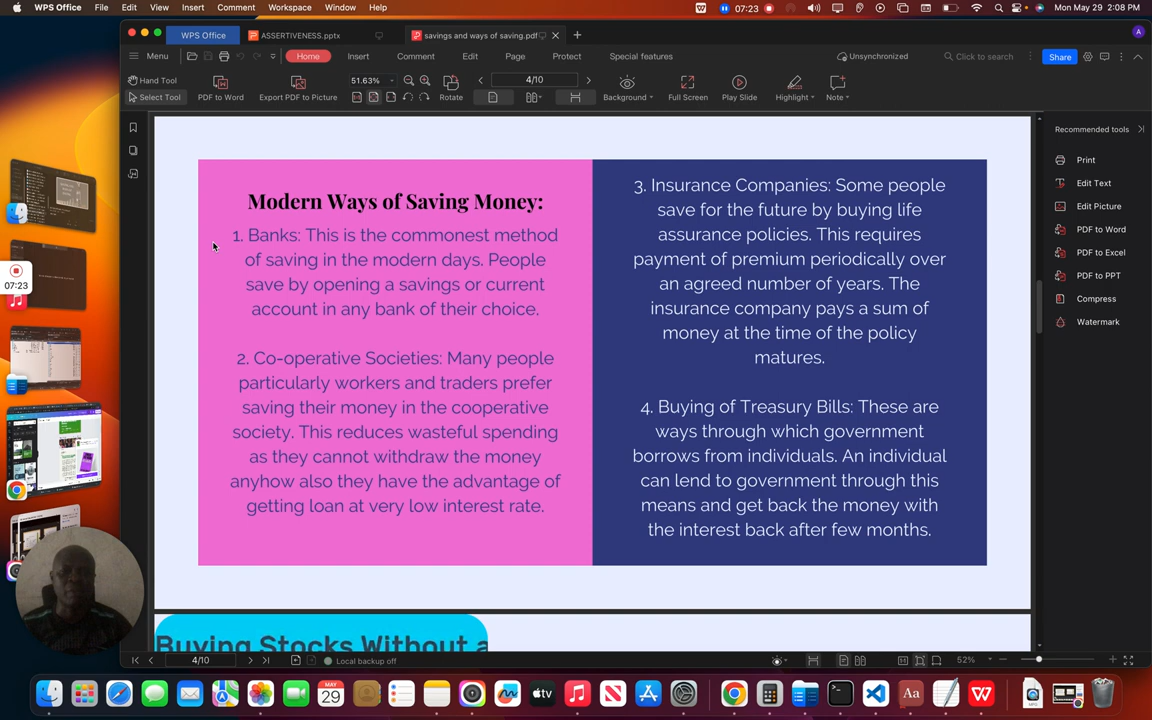 WPS Office File Edit View Insert Comment Workspace Window Help 07:23 Mon May 29 2:08 PM
WPS Office ASSERTIVENESS.pptx savings and ways of saving.pdf A
Menu Home Insert Comment Edit Page Protect Special features Unsynchronized Click to search Share
Hand Tool
Select Tool
PDF to Word
Export PDF to Picture
51.63%
Rotate
4/10
Background
Full Screen
Play Slide
Highlight
Note
Recommended tools
Print
Edit Text
Edit Picture
PDF to Word
PDF to Excel
PDF to PPT
Compress
Watermark
07:23
Modern Ways of Saving Money:
1. Banks: This is the commonest method
of saving in the modern days. People
save by opening a savings or current
account in any bank of their choice.
2. Co-operative Societies: Many people
particularly workers and traders prefer
saving their money in the cooperative
society. This reduces wasteful spending
as they cannot withdraw the money
anyhow also they have the advantage of
getting loan at very low interest rate.
3. Insurance Companies: Some people
save for the future by buying life
assurance policies. This requires
payment of premium periodically over
an agreed number of years. The
insurance company pays a sum of
money at the time of the policy
matures.
4. Buying of Treasury Bills: These are
ways through which government
borrows from individuals. An individual
can lend to government through this
means and get back the money with
the interest back after few months.
Buying Stocks Without a
4/10 Local backup off 52%
MAY
29